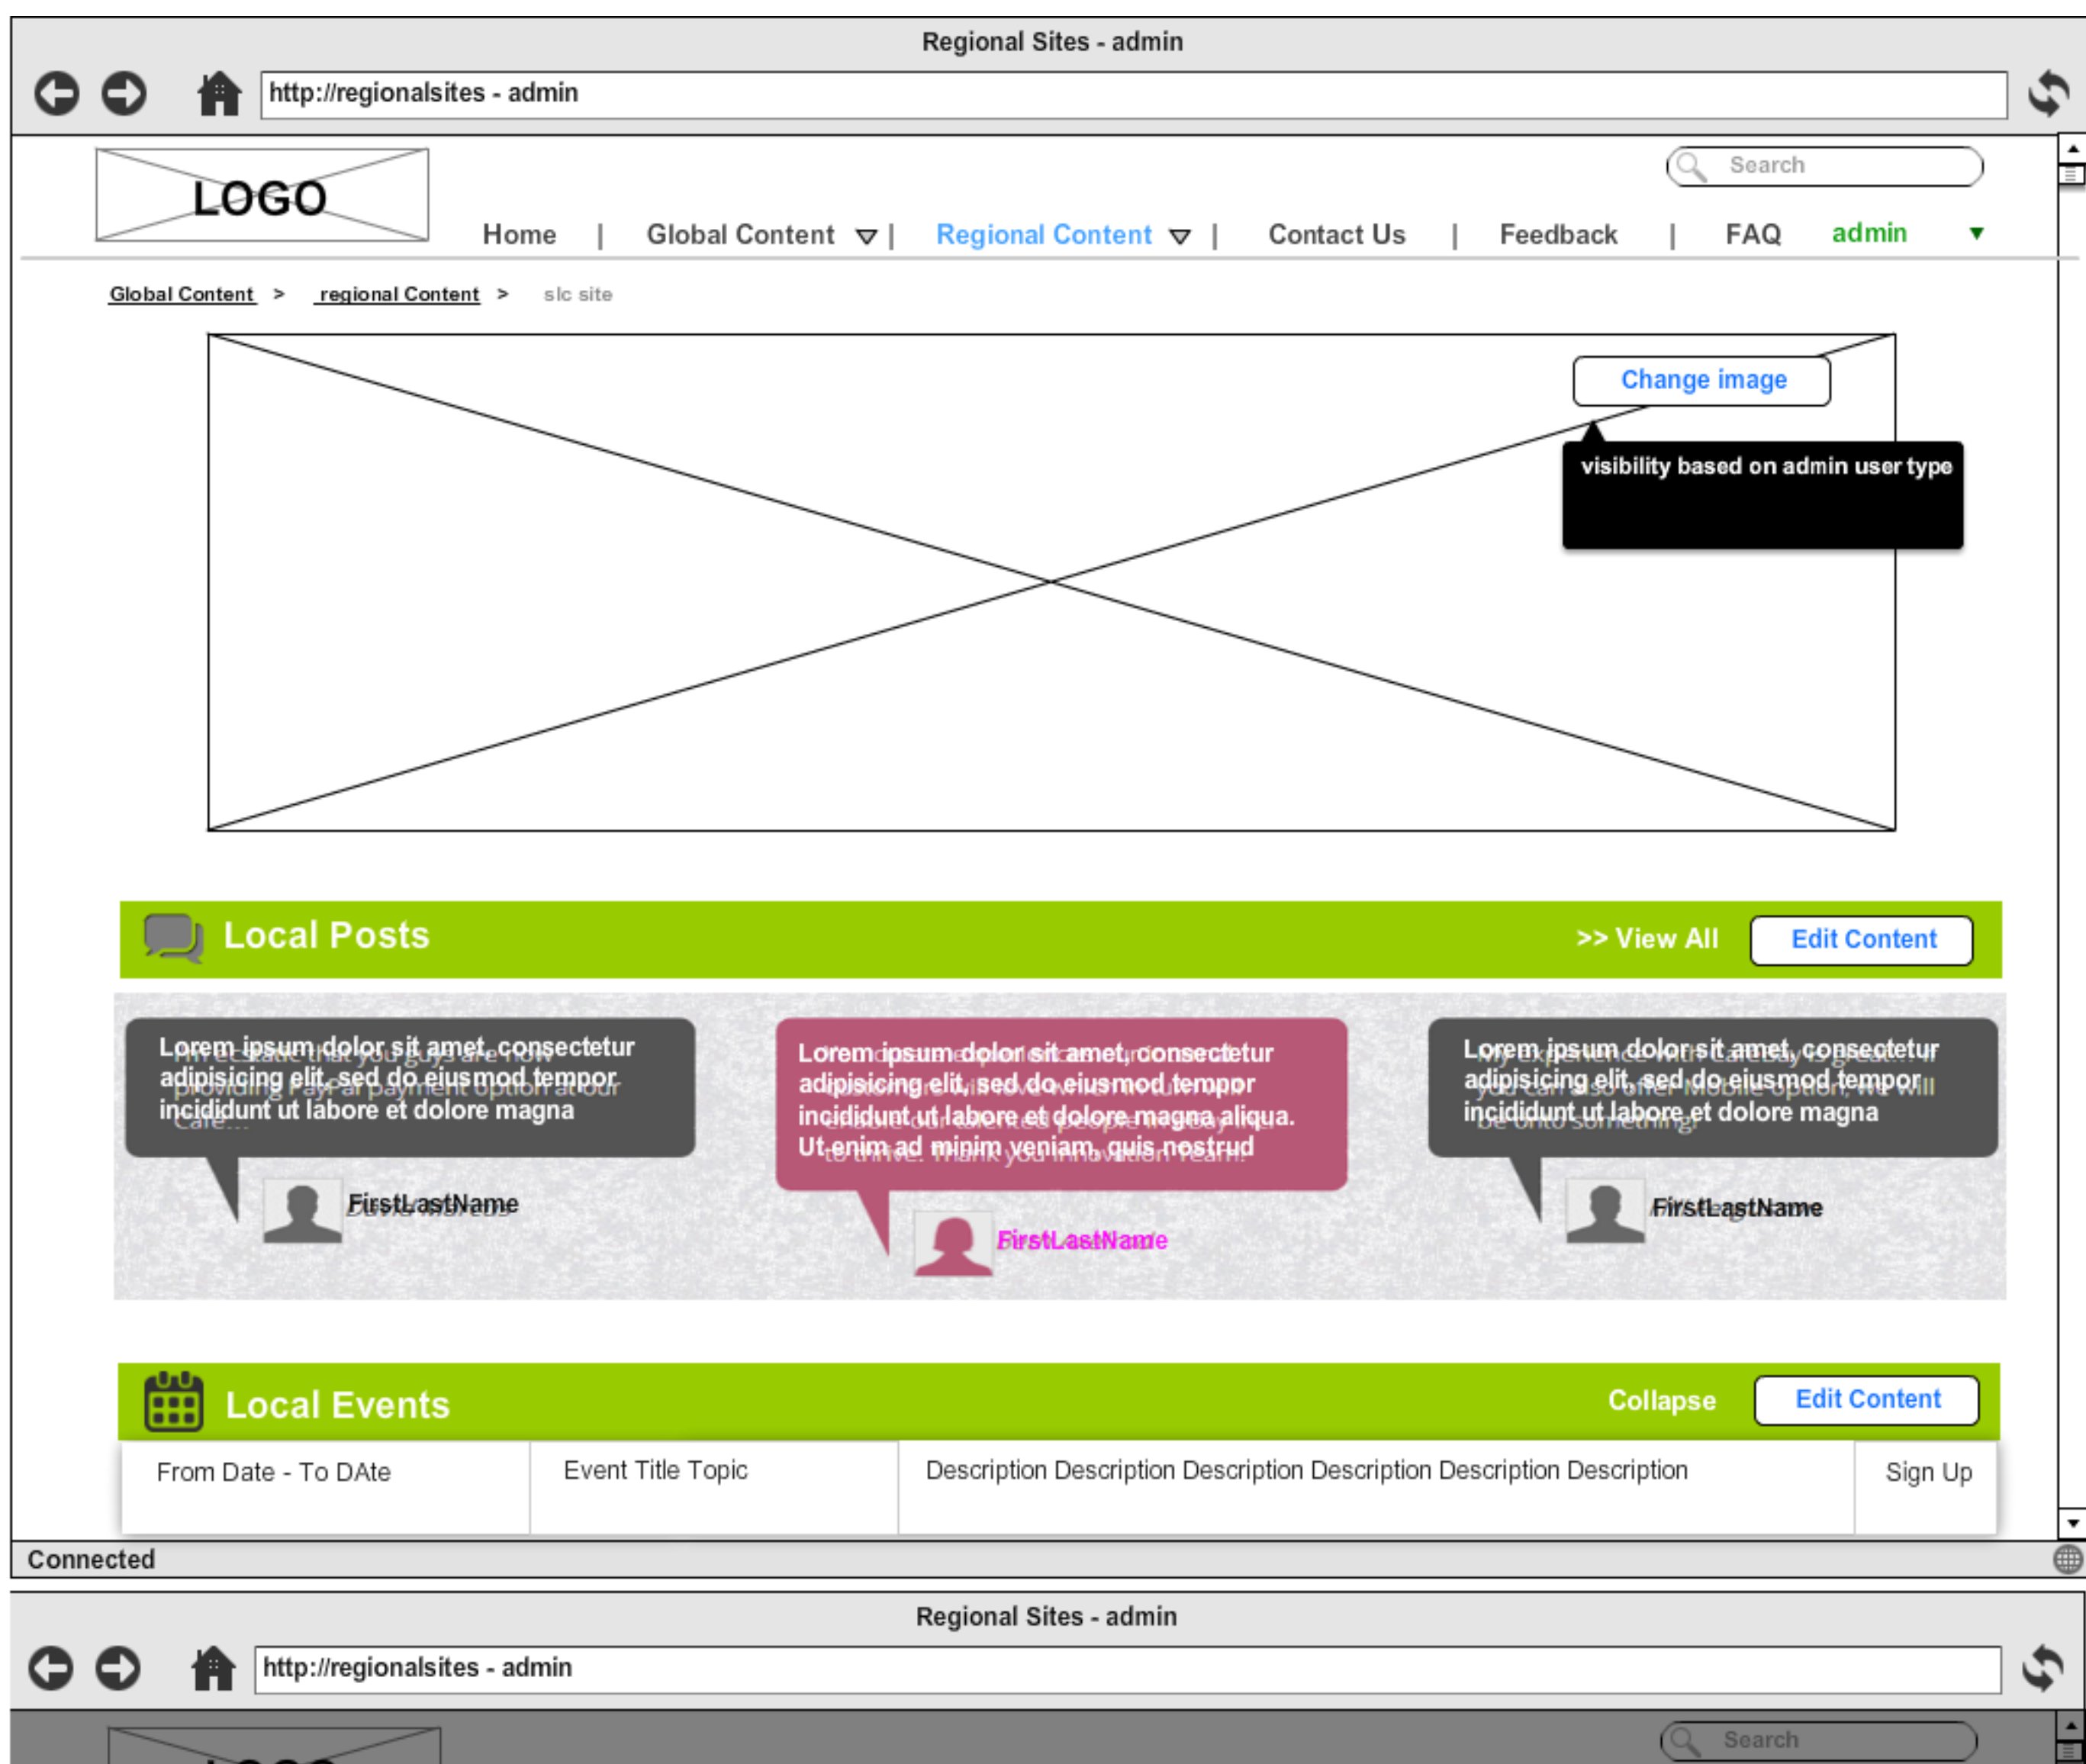 Regional Sites - admin
http://regionalsites - admin
LOGO
Search
Home | Global Content | Regional Content | Contact Us | Feedback | FAQ admin
Global Content > regional Content > slc site
Change image
visibility based on admin user type
Local Posts
>> View All
Edit Content
Lorem ipsum dolor sit amet, consectetur
adipisicing elit, sed do eiusmod tempor
incididunt ut labore et dolore magna
FirstLastName
Lorem ipsum dolor sit amet, consectetur
adipisicing elit, sed do eiusmod tempor
incididunt ut labore et dolore magna aliqua.
Ut enim ad minim veniam, quis nostrud
FirstLastName
Lorem ipsum dolor sit amet, consectetur
adipisicing elit, sed do eiusmod tempor
incididunt ut labore et dolore magna
FirstLastName
Local Events
Collapse
Edit Content
From Date - To DAte
Event Title Topic
Description Description Description Description Description Description
Sign Up
Connected
Regional Sites - admin
http://regionalsites - admin
Search